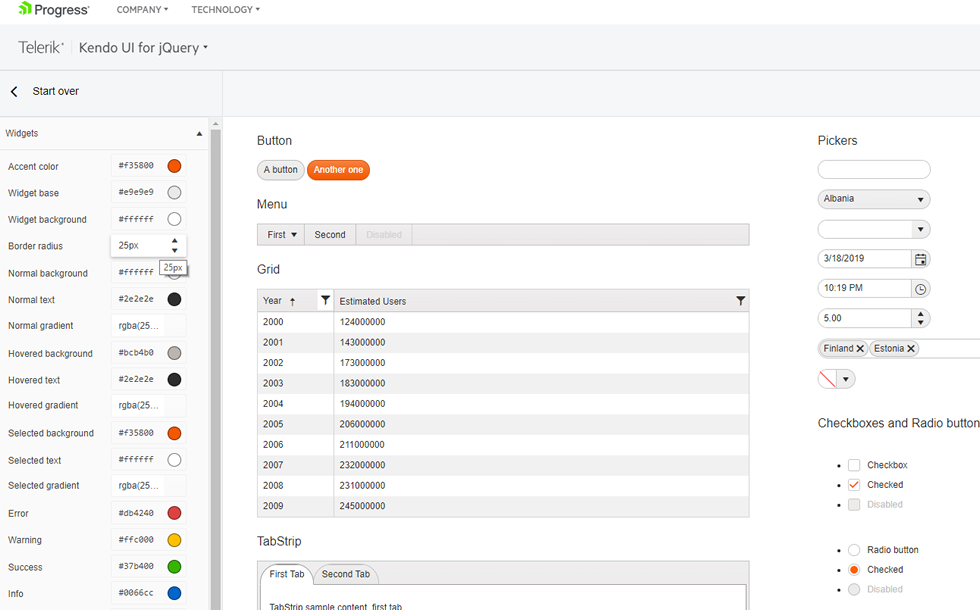 Progress®
COMPANY
TECHNOLOGY
Telerik® Kendo UI for jQuery
Start over
Widgets
Accent color #f35800
Widget base #e9e9e9
Widget background #ffffff
Border radius 25px
25px
Normal background #ffffff
Normal text #2e2e2e
Normal gradient rgba(25...
Hovered background #bcb4b0
Hovered text #2e2e2e
Hovered gradient rgba(25...
Selected background #f35800
Selected text #ffffff
Selected gradient rgba(25...
Error #db4240
Warning #ffc000
Success #37b400
Info #0066cc
Button
A button Another one
Menu
First Second Disabled
Grid
Year Estimated Users
2000 124000000
2001 143000000
2002 173000000
2003 183000000
2004 194000000
2005 206000000
2006 211000000
2007 232000000
2008 231000000
2009 245000000
TabStrip
First Tab Second Tab
TabStrip sample content, first tab
Pickers
Albania
3/18/2019
10:19 PM
5.00
Finland Estonia
Checkboxes and Radio button
Checkbox
Checked
Disabled
Radio button
Checked
Disabled